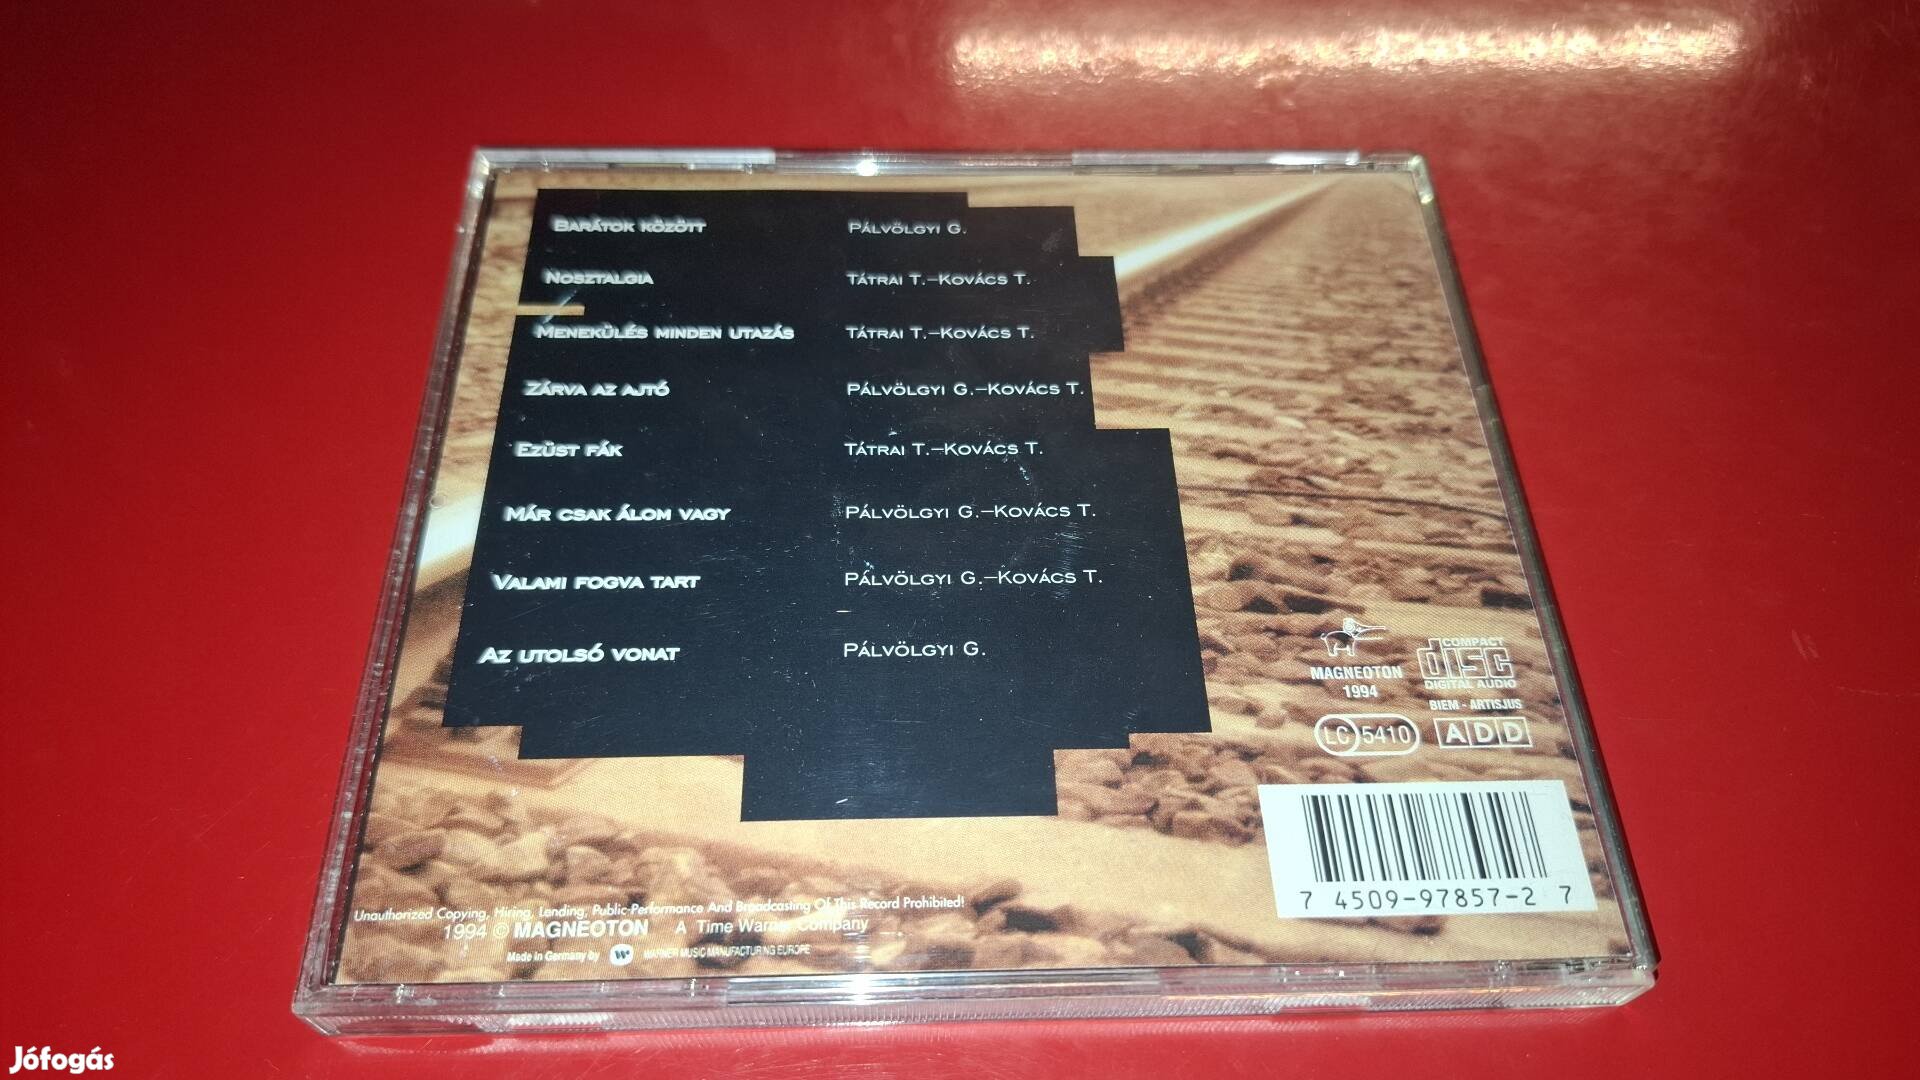 BARÁTOK KÖZÖTT PÁLVÖLGYI G.
NOSZTALGIA TÁTRAI T.–KOVÁCS T.
MENEKÜLÉS MINDEN UTAZÁS TÁTRAI T.–KOVÁCS T.
ZÁRVA AZ AJTÓ PÁLVÖLGYI G.–KOVÁCS T.
EZÜST FÁK TÁTRAI T.–KOVÁCS T.
MÁR CSAK ÁLOM VAGY PÁLVÖLGYI G.–KOVÁCS T.
VALAMI FOGVA TART PÁLVÖLGYI G.–KOVÁCS T.
AZ UTOLSÓ VONAT PÁLVÖLGYI G.
MAGNEOTON
1994
COMPACT
disc
DIGITAL AUDIO
BIEM - ARTISJUS
LC 5410
ADD
7 4509-97857-2 7
Unauthorized Copying, Hiring, Lending, Public Performance And Broadcasting Of This Record Prohibited!
1994 © MAGNEOTON A Time Warner Company
Made in Germany by W WARNER MUSIC MANUFACTURING EUROPE
Jófogás